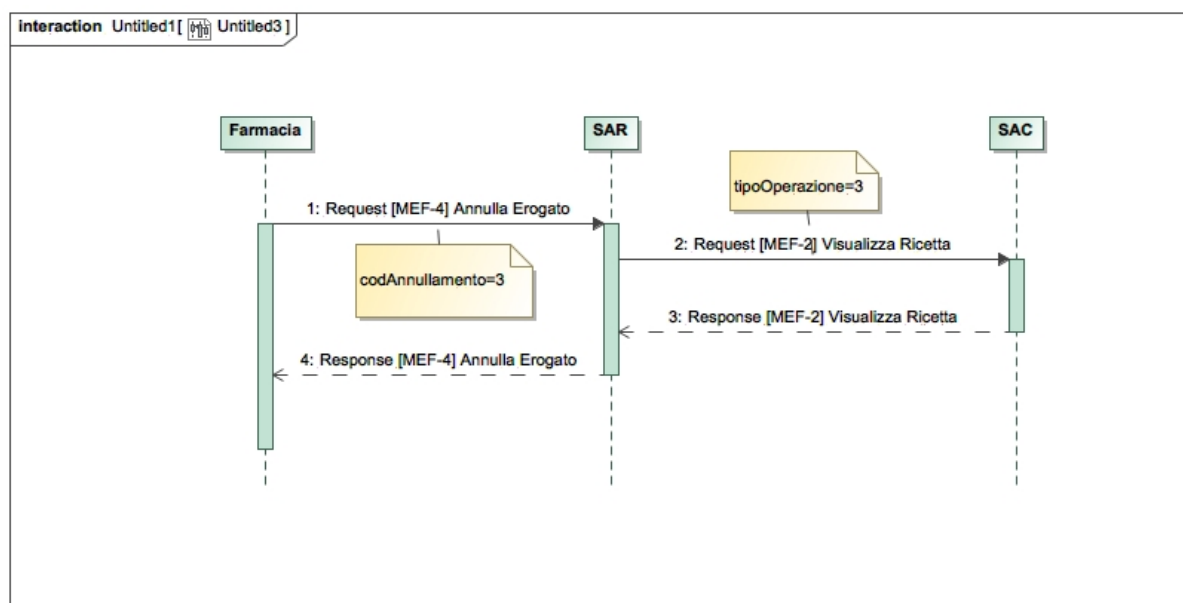 interaction Untitled1[ Untitled3 ]
Farmacia
SAR
SAC
tipoOperazione=3
1: Request [MEF-4] Annulla Erogato
2: Request [MEF-2] Visualizza Ricetta
codAnnullamento=3
3: Response [MEF-2] Visualizza Ricetta
4: Response [MEF-4] Annulla Erogato